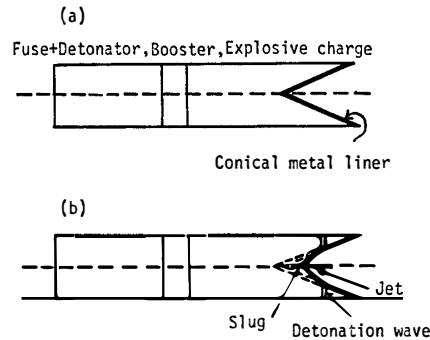 (a)
Fuse+Detonator,Booster,Explosive charge
Conical metal liner
(b)
Jet
Slug
Detonation wave